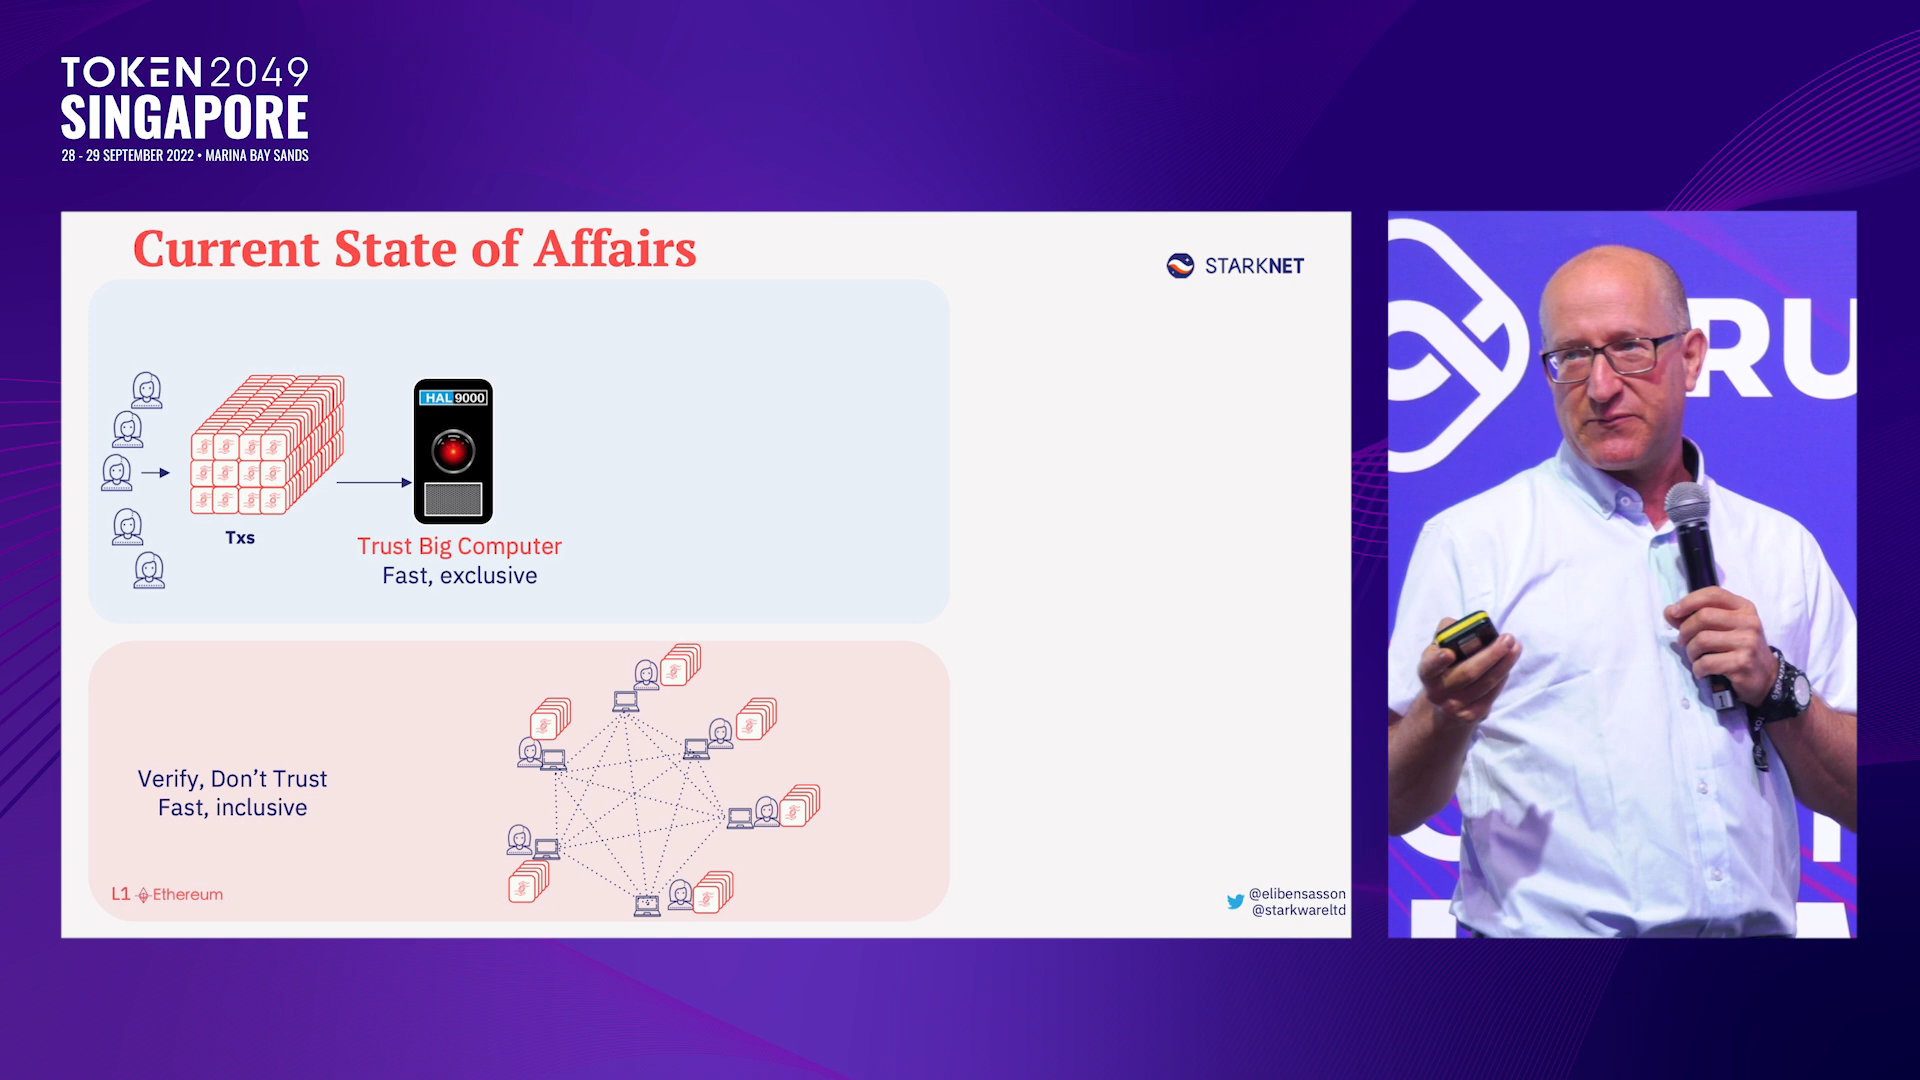 TOKEN2049
SINGAPORE
28 - 29 SEPTEMBER 2022 • MARINA BAY SANDS
Current State of Affairs
STARKNET
HAL 9000
Txs
Trust Big Computer
Fast, exclusive
Verify, Don’t Trust
Fast, inclusive
L1 Ethereum
@elibensasson
@starkwareltd
RU